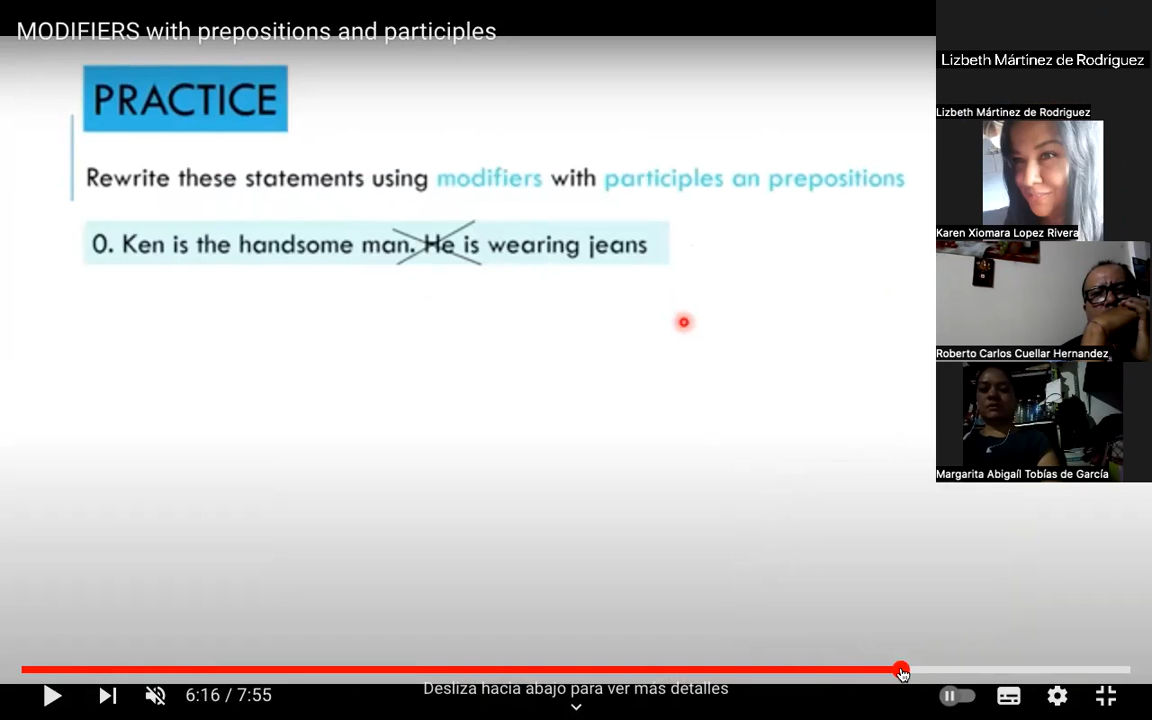 MODIFIERS with prepositions and participles
PRACTICE
Rewrite these statements using modifiers with participles an prepositions
0. Ken is the handsome man. He is wearing jeans
Lizbeth Mártinez de Rodriguez
Lizbeth Mártinez de Rodriguez
Karen Xiomara Lopez Rivera
Roberto Carlos Cuellar Hernandez
Margarita Abigaíl Tobías de García
6:16 / 7:55
Desliza hacia abajo para ver más detalles